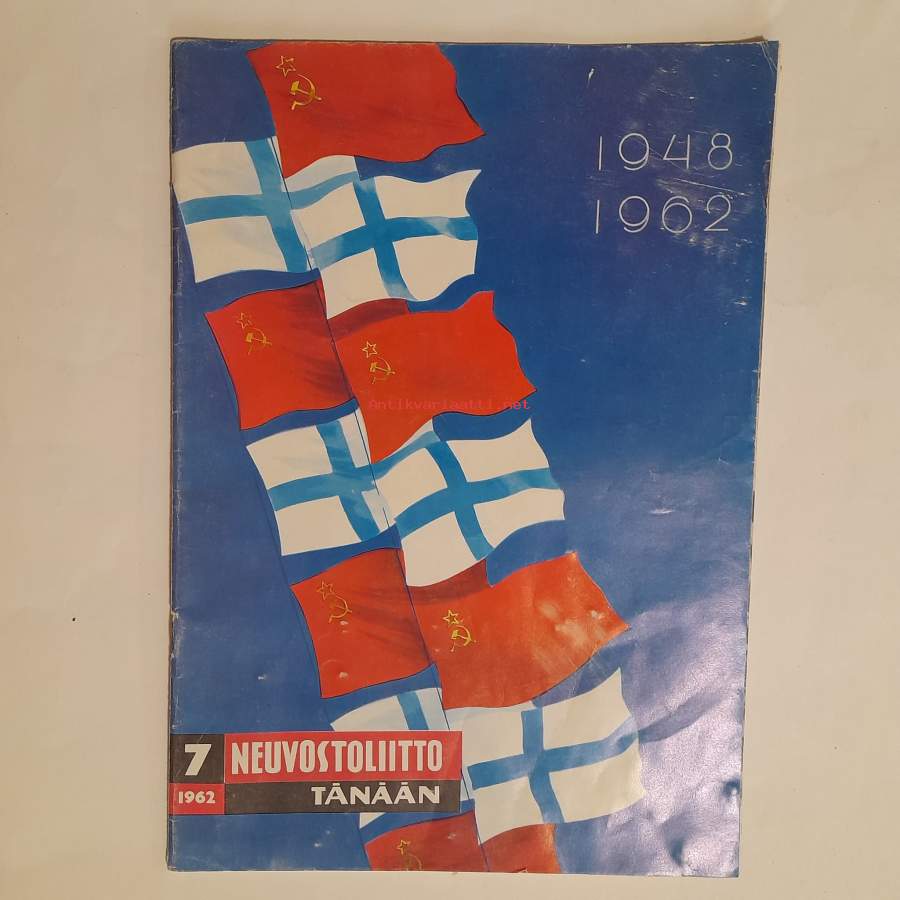 1948
1962
Antikvariaatti.net
7 NEUVOSTOLIITTO
1962 TÄNÄÄN